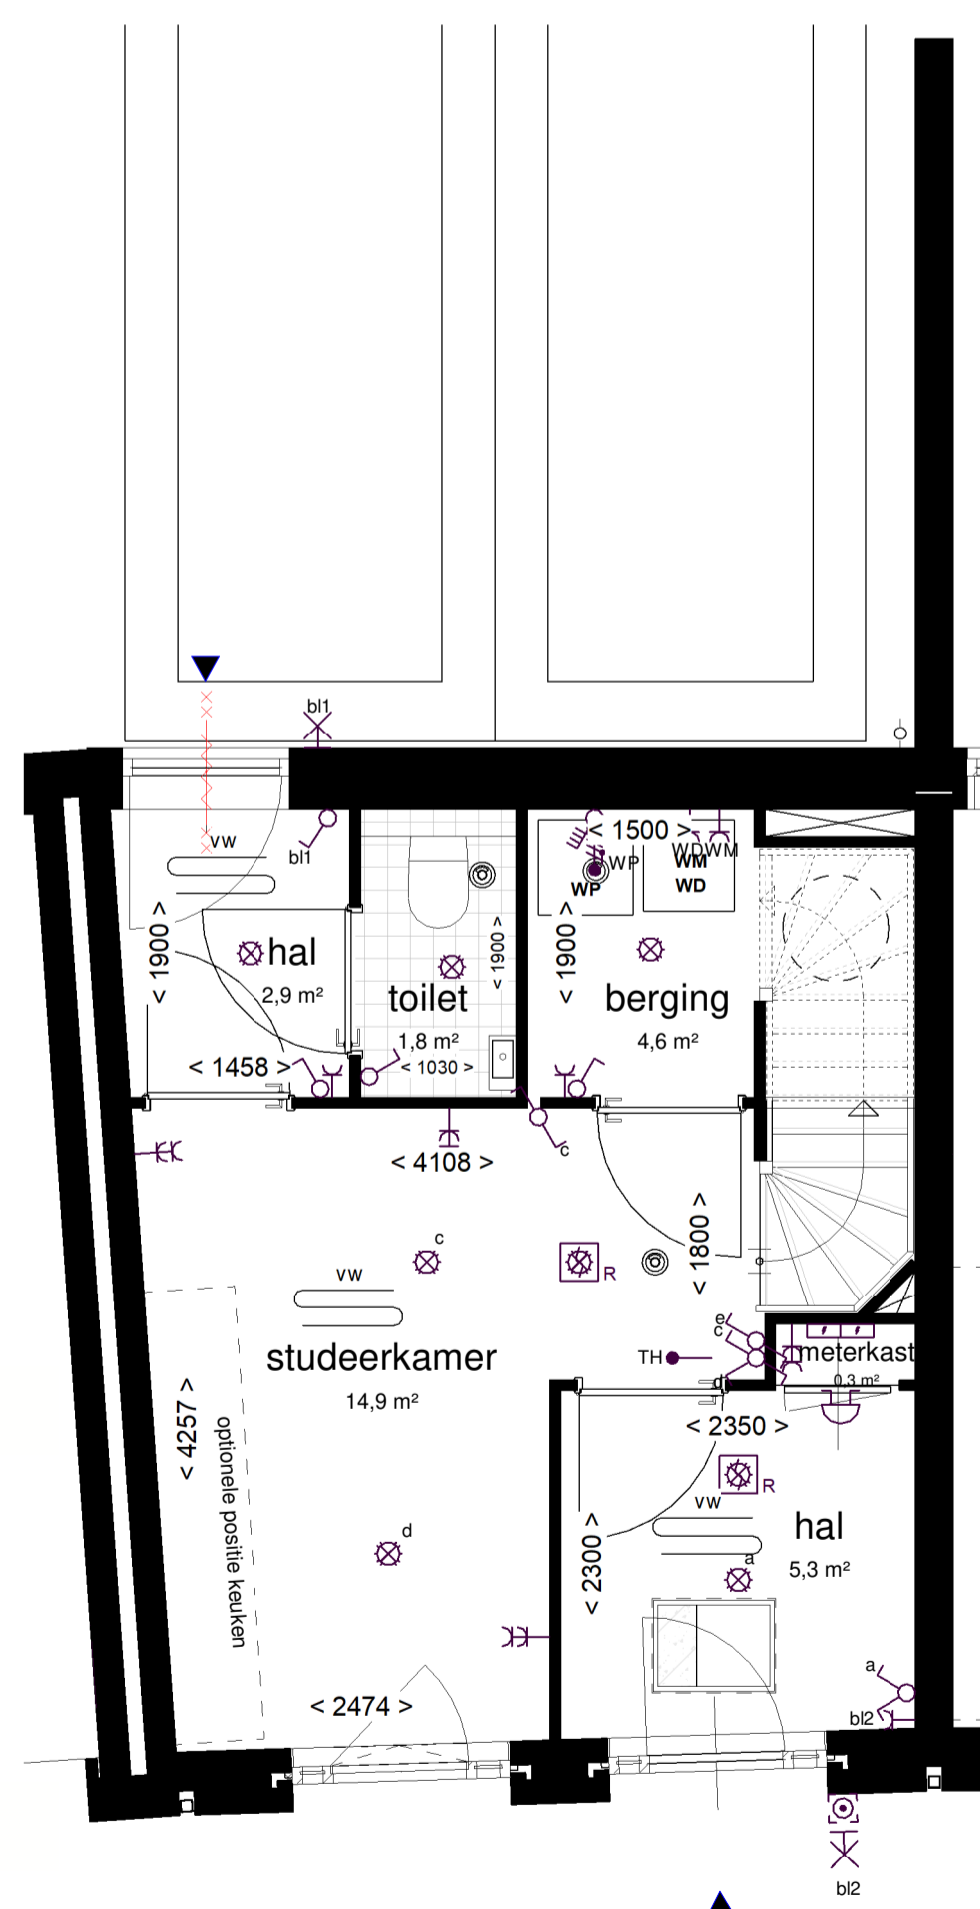 bl1
vw
bl1
< 1500 >
WP
WDWM
WM
WD
WP
< 1900 >
hal
2,9 m²
< 1900 >
toilet
1,8 m²
< 1030 >
< 1900 >
berging
4,6 m²
< 1458 >
c
< 4108 >
c
R
< 1800 >
vw
e
c
TH
d
meterkast
0,3 m²
studeerkamer
14,9 m²
< 4257 >
optionele positie keuken
< 2350 >
R
vw
hal
5,3 m²
a
d
< 2300 >
a
bl2
< 2474 >
bl2